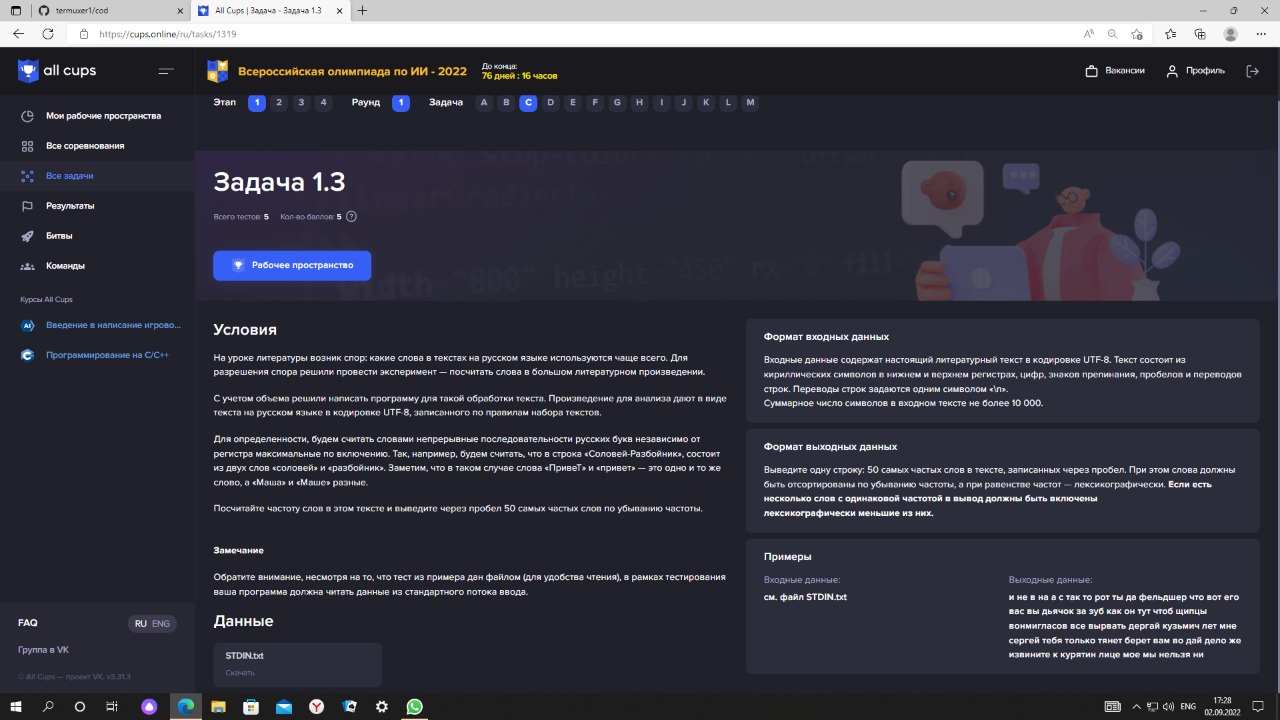 termuxer1/cod
All Cups | Задача - Задача 1.3
https://cups.online/ru/tasks/1319
all cups
Всероссийская олимпиада по ИИ - 2022
До конца:
76 дней : 16 часов
Вакансии
Профиль
Этап 1 2 3 4 Раунд 1 Задача A B C D E F G H I J K L M
Мои рабочие пространства
Все соревнования
Все задачи
Результаты
Битвы
Команды
Курсы All Cups
Введение в написание игрово...
Программирование на C/C++
FAQ
RU ENG
Группа в VK
© All Cups — проект VK. v3.31.3
Задача 1.3
Всего тестов: 5 Кол-во баллов: 5 ?
Рабочее пространство
Условия
На уроке литературы возник спор: какие слова в текстах на русском языке используются чаще всего. Для
разрешения спора решили провести эксперимент — посчитать слова в большом литературном произведении.
С учетом объема решили написать программу для такой обработки текста. Произведение для анализа дают в виде
текста на русском языке в кодировке UTF-8, записанного по правилам набора текстов.
Для определенности, будем считать словами непрерывные последовательности русских букв независимо от
регистра максимальные по включению. Так, например, будем считать, что в строка «Соловей-Разбойник», состоит
из двух слов «соловей» и «разбойник». Заметим, что в таком случае слова «ПривеТ» и «привет» — это одно и то же
слово, а «Маша» и «Маше» разные.
Посчитайте частоту слов в этом тексте и выведите через пробел 50 самых частых слов по убыванию частоты.
Замечание
Обратите внимание, несмотря на то, что тест из примера дан файлом (для удобства чтения), в рамках тестирования
ваша программа должна читать данные из стандартного потока ввода.
Данные
STDIN.txt
Скачать
Формат входных данных
Входные данные содержат настоящий литературный текст в кодировке UTF-8. Текст состоит из
кириллических символов в нижнем и верхнем регистрах, цифр, знаков препинания, пробелов и переводов
строк. Переводы строк задаются одним символом «\n».
Суммарное число символов в входном тексте не более 10 000.
Формат выходных данных
Выведите одну строку: 50 самых частых слов в тексте, записанных через пробел. При этом слова должны
быть отсортированы по убыванию частоты, а при равенстве частот — лексикографически. Если есть
несколько слов с одинаковой частотой в вывод должны быть включены
лексикографически меньшие из них.
Примеры
Входные данные:
см. файл STDIN.txt
Выходные данные:
и не в на а с так то рот ты да фельдшер что вот его
вас вы дьячок за зуб как он тут чтоб щипцы
вонмигласов все вырвать дергай кузьмич лет мне
сергей тебя только тянет берет вам во дай дело же
извините к курятин лице мое мы нельзя ни
width="800" height="450" rx="8" fill-
ENG
17:28
02.09.2022